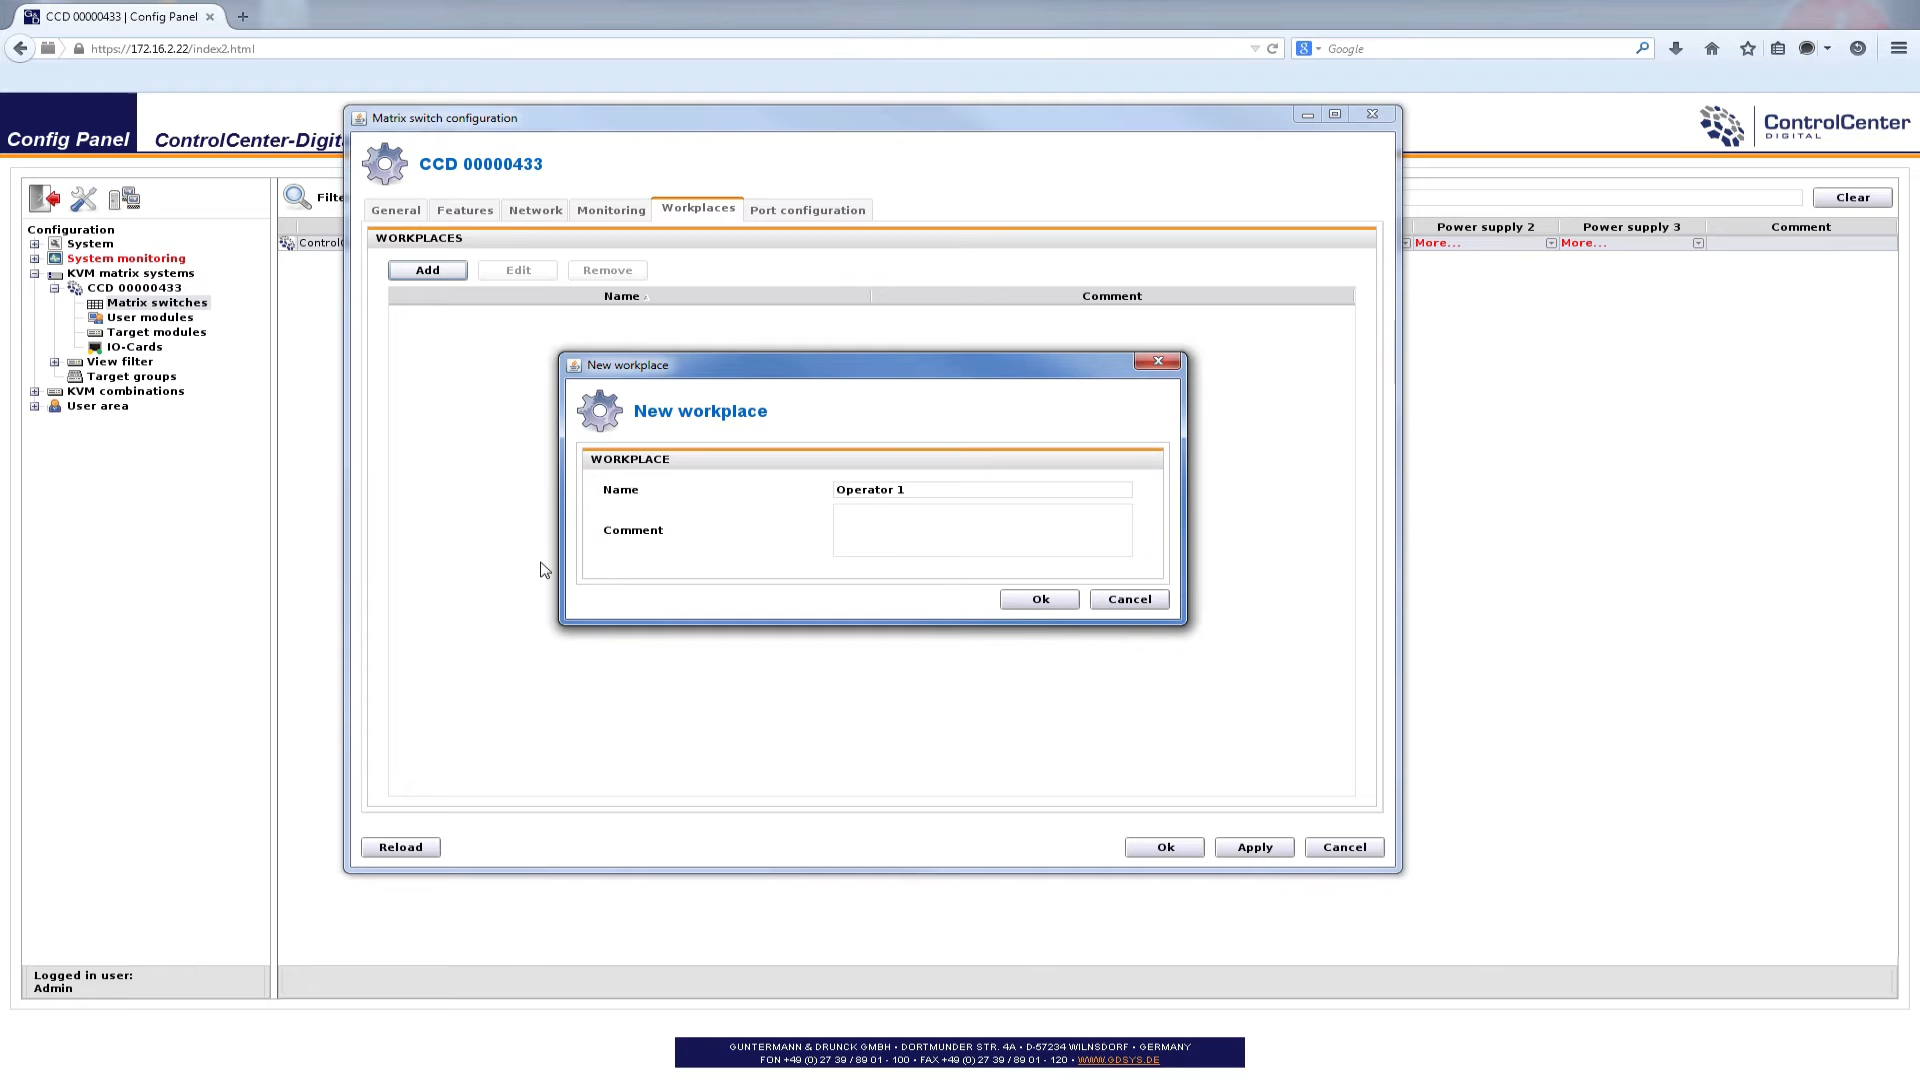 CCD 00000433 | Config Panel
https://172.16.2.22/index2.html
Google
Config Panel
ControlCenter-Digit
ControlCenter
DIGITAL
Matrix switch configuration
CCD 00000433
General
Features
Network
Monitoring
Workplaces
Port configuration
WORKPLACES
Add
Edit
Remove
Name
Comment
New workplace
New workplace
WORKPLACE
Name
Operator 1
Comment
Ok
Cancel
Reload
Ok
Apply
Cancel
Filte
Clear
Power supply 2
Power supply 3
Comment
Control
More...
More...
Configuration
System
System monitoring
KVM matrix systems
CCD 00000433
Matrix switches
User modules
Target modules
IO-Cards
View filter
Target groups
KVM combinations
User area
Logged in user:
Admin
GUNTERMANN & DRUNCK GMBH • DORTMUNDER STR. 4A • D-57234 WILNSDORF • GERMANY
FON +49 (0) 27 39 / 89 01 - 100 • FAX +49 (0) 27 39 / 89 01 - 120 • WWW.GDSYS.DE